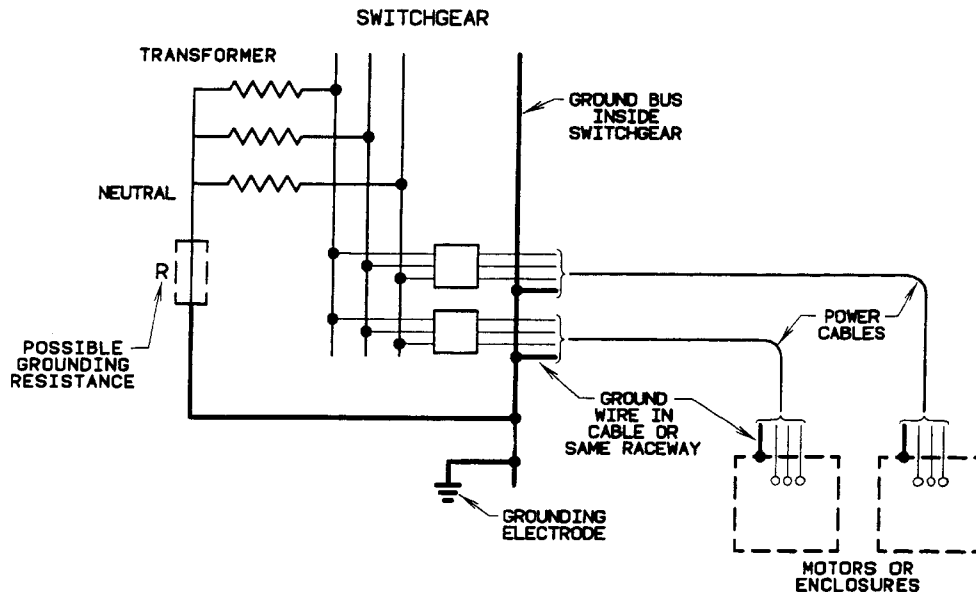 SWITCHGEAR
TRANSFORMER
GROUND BUS
INSIDE
SWITCHGEAR
NEUTRAL
R
POSSIBLE
GROUNDING
RESISTANCE
POWER
CABLES
GROUND
WIRE IN
CABLE OR
SAME RACEWAY
GROUNDING
ELECTRODE
MOTORS OR
ENCLOSURES